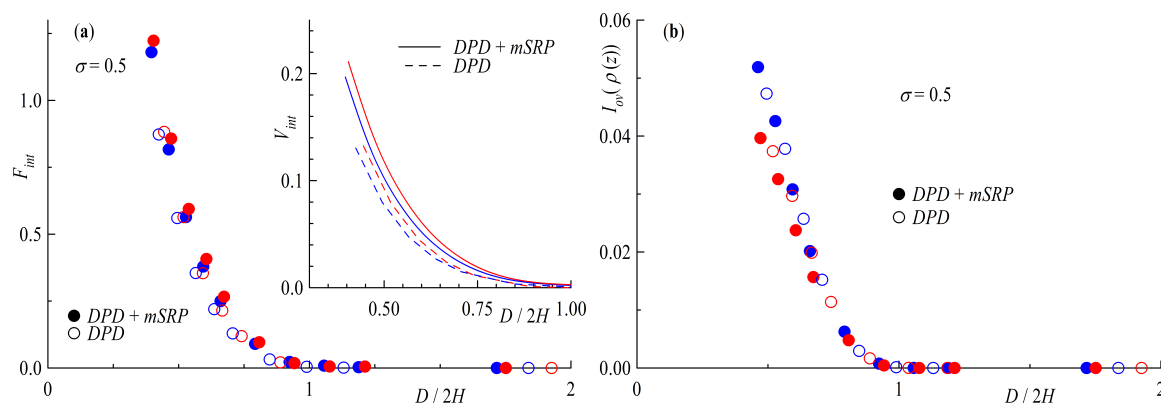 (a)
σ = 0.5
F_int
1.0
0.5
0.0
DPD + mSRP
DPD
0
1
2
D / 2H
V_int
0.2
0.1
0.0
0.50
0.75
1.00
D / 2H
DPD + mSRP
DPD
(b)
σ = 0.5
I_ov( ρ(z))
0.06
0.04
0.02
0.00
DPD + mSRP
DPD
0
1
2
D / 2H